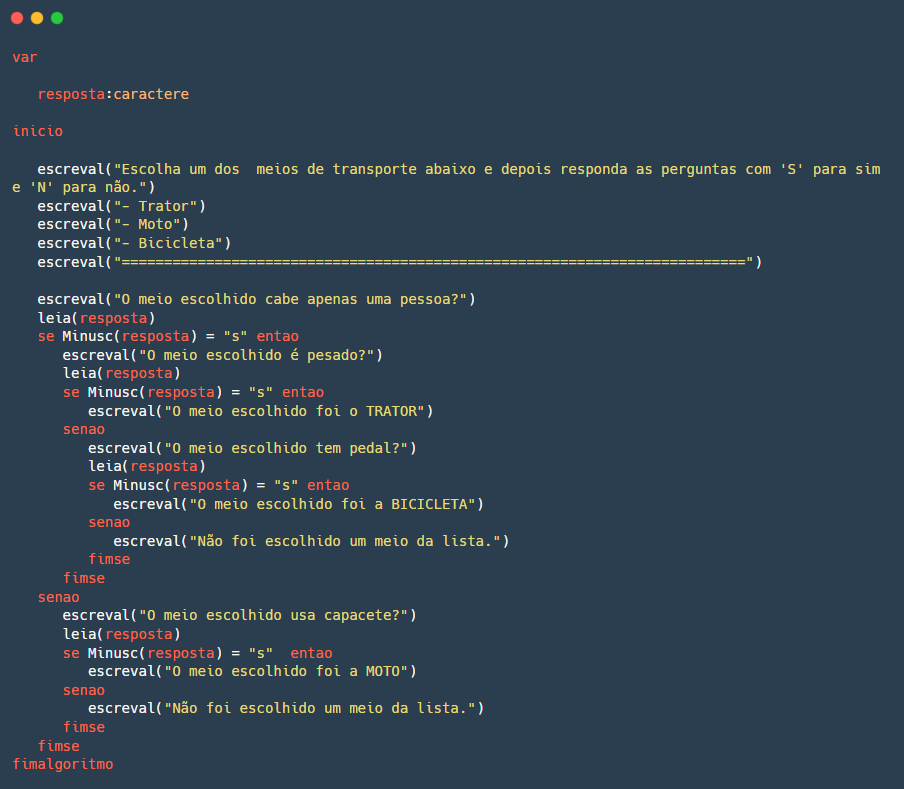 var
resposta:caractere
inicio
escreval("Escolha um dos  meios de transporte abaixo e depois responda as perguntas com 'S' para sim
e 'N' para não.")
escreval("- Trator")
escreval("- Moto")
escreval("- Bicicleta")
escreval("==========================================================================")
escreval("O meio escolhido cabe apenas uma pessoa?")
leia(resposta)
se Minusc(resposta) = "s" entao
escreval("O meio escolhido é pesado?")
leia(resposta)
se Minusc(resposta) = "s" entao
escreval("O meio escolhido foi o TRATOR")
senao
escreval("O meio escolhido tem pedal?")
leia(resposta)
se Minusc(resposta) = "s" entao
escreval("O meio escolhido foi a BICICLETA")
senao
escreval("Não foi escolhido um meio da lista.")
fimse
fimse
senao
escreval("O meio escolhido usa capacete?")
leia(resposta)
se Minusc(resposta) = "s"  entao
escreval("O meio escolhido foi a MOTO")
senao
escreval("Não foi escolhido um meio da lista.")
fimse
fimse
fimalgoritmo